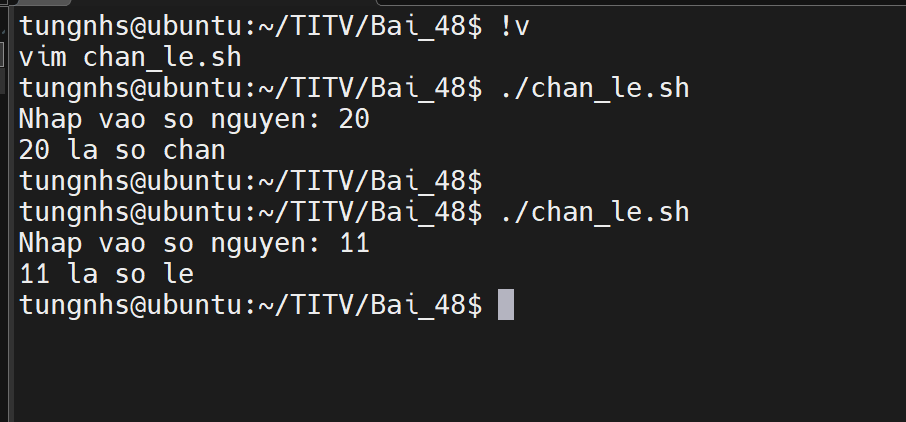 tungnhs@ubuntu:~/TITV/Bai_48$ !v
vim chan_le.sh
tungnhs@ubuntu:~/TITV/Bai_48$ ./chan_le.sh
Nhap vao so nguyen: 20
20 la so chan
tungnhs@ubuntu:~/TITV/Bai_48$
tungnhs@ubuntu:~/TITV/Bai_48$ ./chan_le.sh
Nhap vao so nguyen: 11
11 la so le
tungnhs@ubuntu:~/TITV/Bai_48$